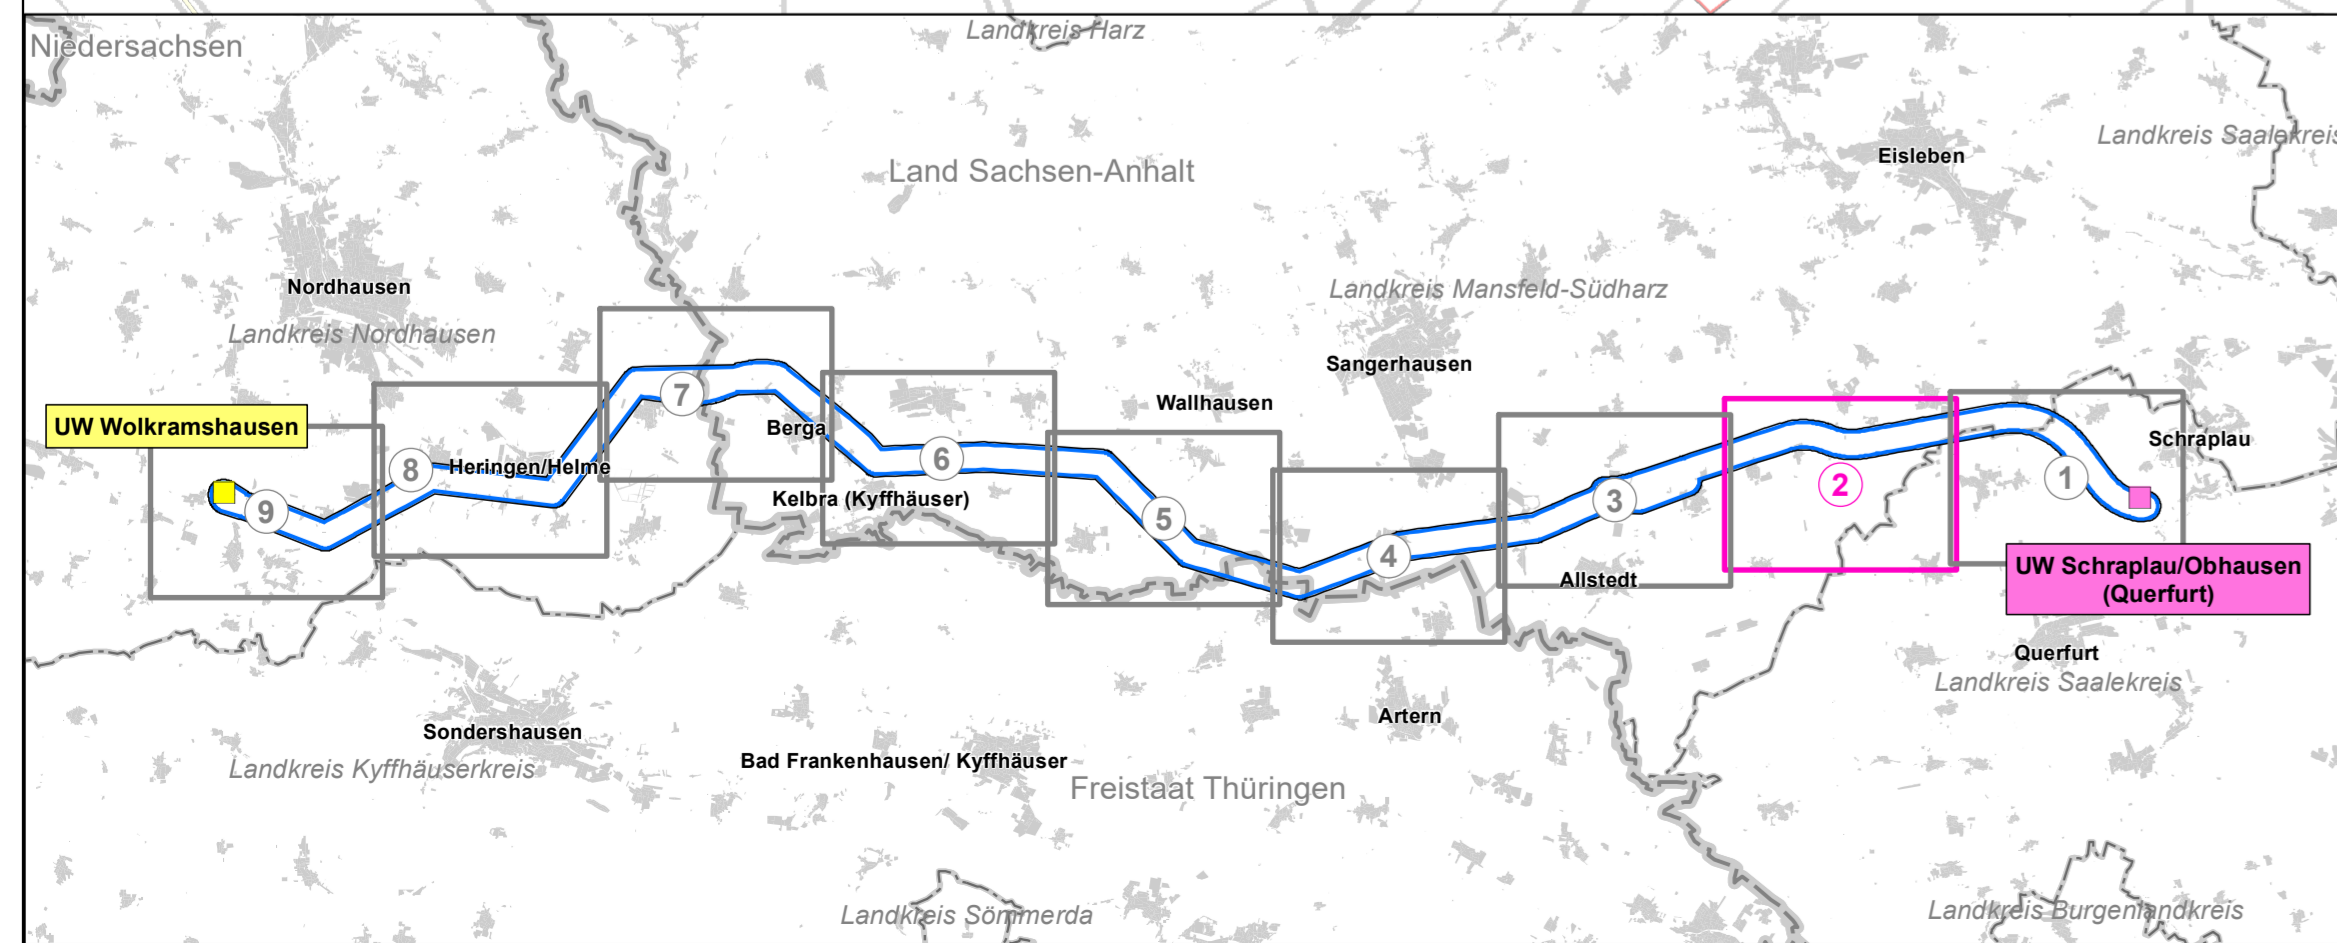 Landkreis Harz
Niedersachsen
Landkreis Saalekreis
Eisleben
Land Sachsen-Anhalt
Nordhausen
Landkreis Mansfeld-Südharz
Landkreis Nordhausen
Sangerhausen
7
Wallhausen
UW Wolkramshausen
Berga
Schraplau
6
8
Heringen/Helme
1
2
Kelbra (Kyffhäuser)
3
9
5
4
UW Schraplau/Obhausen
(Querfurt)
Allstedt
Querfurt
Landkreis Saalekreis
Artern
Sondershausen
Bad Frankenhausen/ Kyffhäuser
Landkreis Kyffhäuserkreis
Freistaat Thüringen
Landkreis Sömmerda
Landkreis Burgenlandkreis